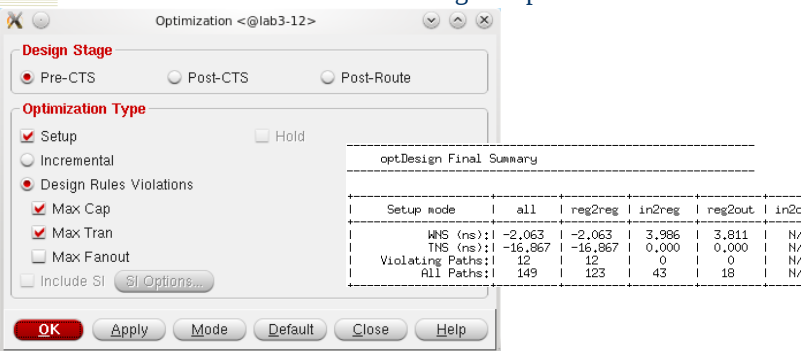 Optimization <@lab3-12>
Design Stage
Pre-CTS Post-CTS Post-Route
Optimization Type
Setup Hold
Incremental
Design Rules Violations
Max Cap
Max Tran
Max Fanout
Include SI SI Options...
OK Apply Mode Default Close Help
optDesign Final Summary
Setup mode | all | reg2reg | in2reg | reg2out |
WNS (ns):| -2.063 | -2.063 | 3.986 | 3.811 |
TNS (ns):| -16.867 | -16.867 | 0.000 | 0.000 |
Violating Paths:| 12 | 12 | 0 | 0 |
All Paths:| 149 | 123 | 43 | 18 |